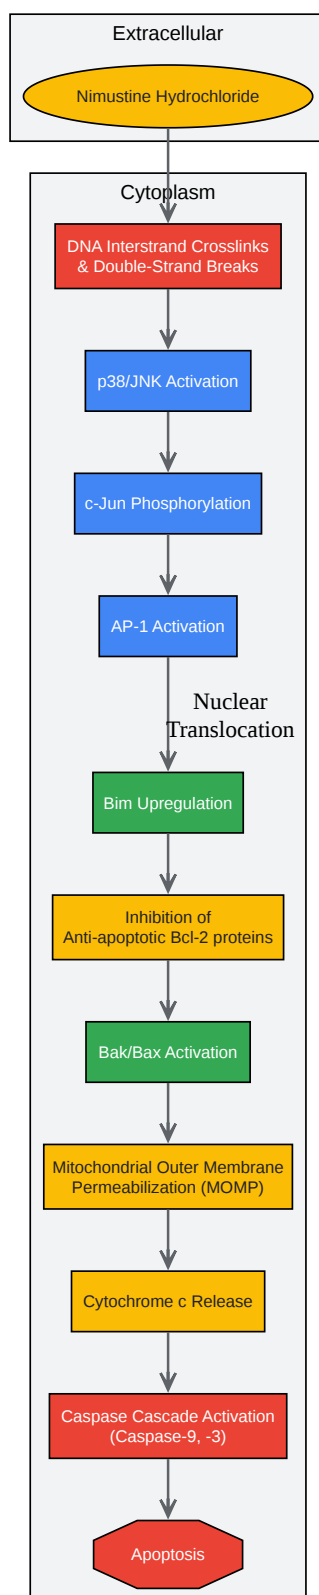 Extracellular
Nimustine Hydrochloride
Cytoplasm
DNA Interstrand Crosslinks
& Double-Strand Breaks
p38/JNK Activation
c-Jun Phosphorylation
AP-1 Activation
Nuclear
Translocation
Bim Upregulation
Inhibition of
Anti-apoptotic Bcl-2 proteins
Bak/Bax Activation
Mitochondrial Outer Membrane
Permeabilization (MOMP)
Cytochrome c Release
Caspase Cascade Activation
(Caspase-9, -3)
Apoptosis